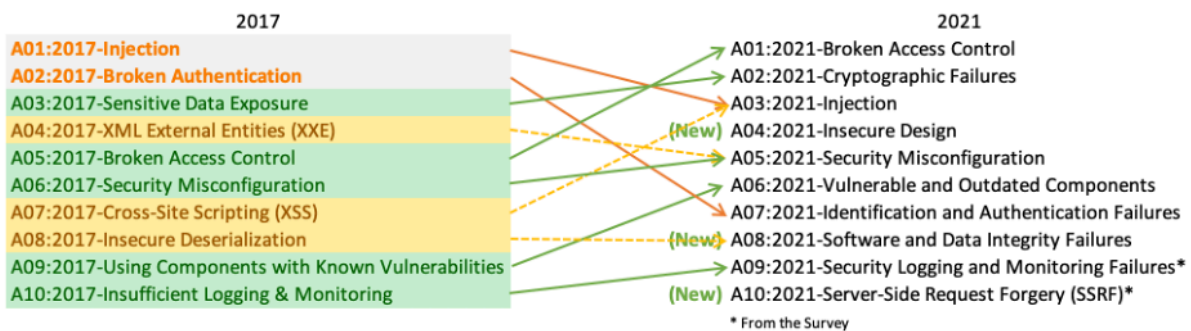 2017
A01:2017-Injection
A02:2017-Broken Authentication
A03:2017-Sensitive Data Exposure
A04:2017-XML External Entities (XXE)
A05:2017-Broken Access Control
A06:2017-Security Misconfiguration
A07:2017-Cross-Site Scripting (XSS)
A08:2017-Insecure Deserialization
A09:2017-Using Components with Known Vulnerabilities
A10:2017-Insufficient Logging & Monitoring
2021
A01:2021-Broken Access Control
A02:2021-Cryptographic Failures
A03:2021-Injection
(New) A04:2021-Insecure Design
A05:2021-Security Misconfiguration
A06:2021-Vulnerable and Outdated Components
A07:2021-Identification and Authentication Failures
(New) A08:2021-Software and Data Integrity Failures
A09:2021-Security Logging and Monitoring Failures*
(New) A10:2021-Server-Side Request Forgery (SSRF)*
* From the Survey